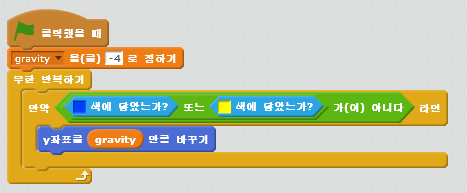 클릭했을 때
gravity 을(를) -4 로 정하기
무한 반복하기
만약 색에 닿았는가? 또는 색에 닿았는가? 가(이) 아니다 라면
y좌표를 gravity 만큼 바꾸기